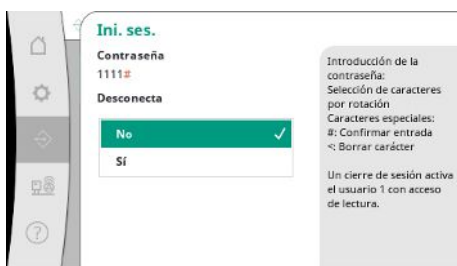 Ini. ses.
Contraseña
1111#
Desconecta
No
Sí
Introducción de la
contraseña:
Selección de caracteres
por rotación
Caracteres especiales:
#: Confirmar entrada
<: Borrar carácter
Un cierre de sesión activa
el usuario 1 con acceso
de lectura.